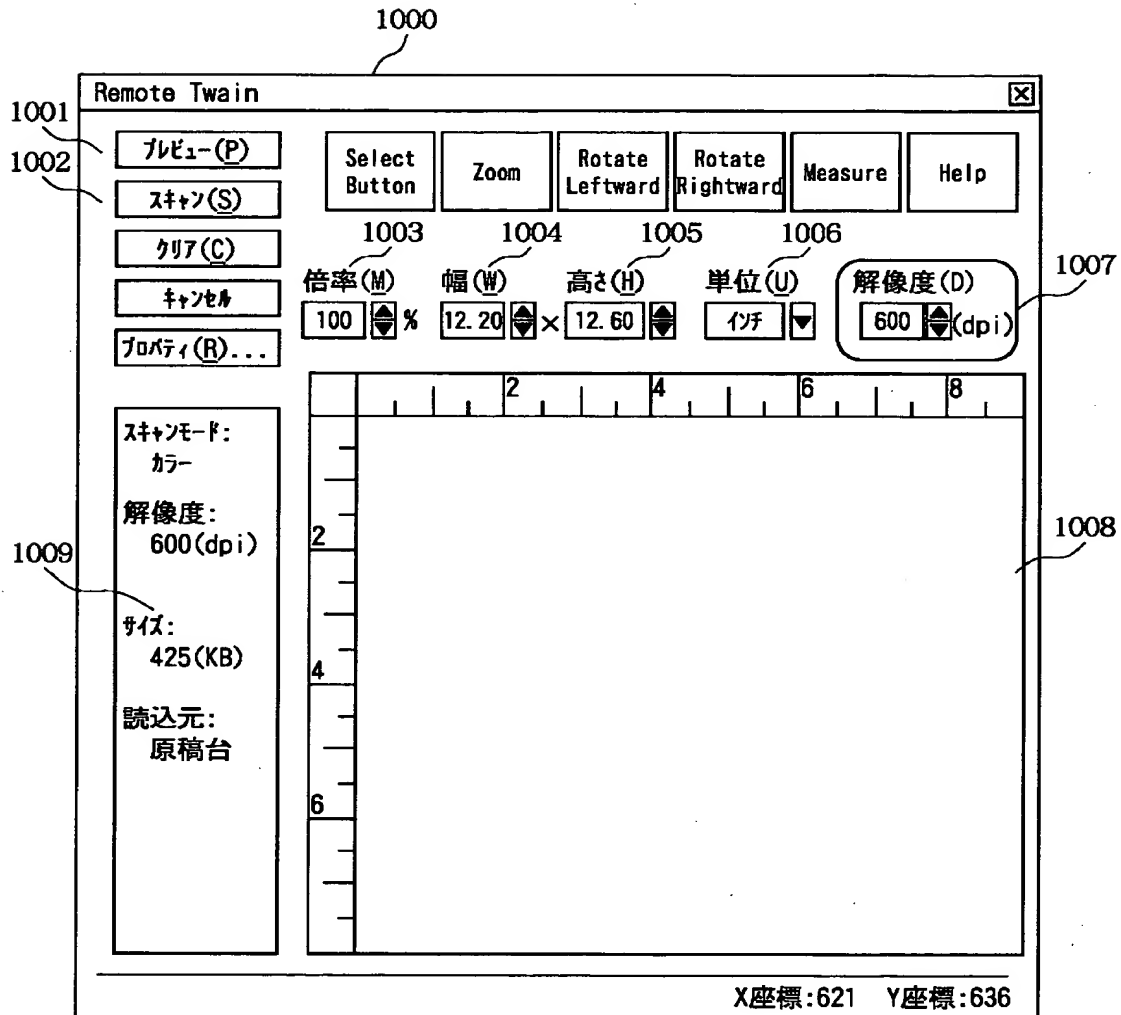 1000
Remote Twain
1001
プレビュー(P)
1002
スキャン(S)
クリア(C)
キャンセル
プロパティ(R)...
Select Button
Zoom
Rotate Leftward
Rotate Rightward
Measure
Help
1003
1004
1005
1006
1007
倍率(M)
幅(W)
高さ(H)
単位(U)
解像度(D)
100
%
12.20
×
12.60
インチ
600
(dpi)
2
4
6
8
2
4
6
1008
スキャンモード:
カラー
解像度:
600(dpi)
1009
サイズ:
425(KB)
読込元:
原稿台
X座標:621 Y座標:636